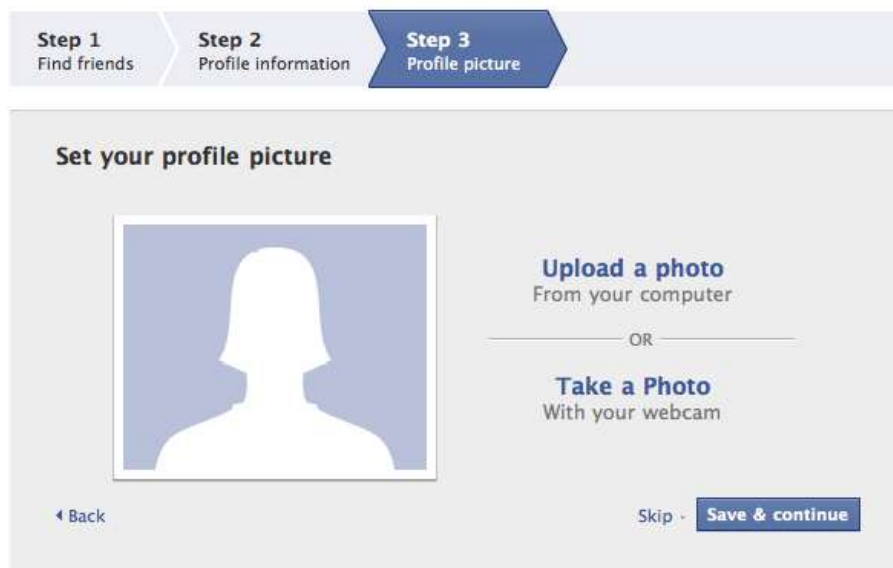 Step 1
Find friends
Step 2
Profile information
Step 3
Profile picture
Set your profile picture
Upload a photo
From your computer
OR
Take a Photo
With your webcam
Back
Skip -
Save & continue